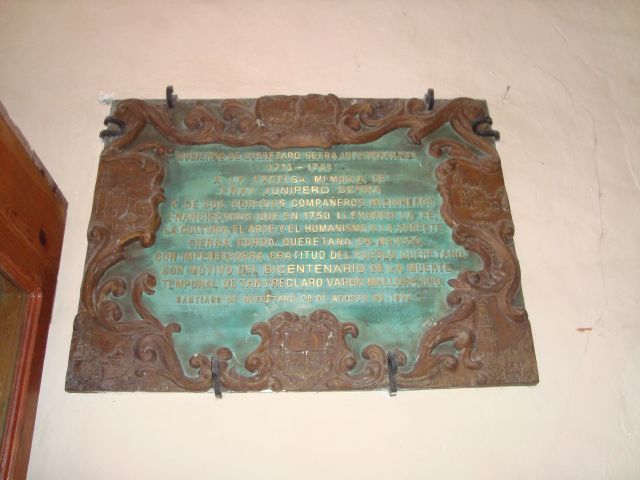 GOBIERNO DE QUERETARO SERRA
1713 - 1784
A LA EXCELSA MEMORIA DE
FRAY JUNIPERO SERRA
Y DE SUS COMPAÑEROS MISIONEROS
FRANCISCANOS QUE EN 1750 LLEVARON LA FE,
LA CULTURA, EL ARTE Y EL HUMANISMO A LA AGRESTE
SIERRA GORDA QUERETANA
CON IMPERECEDERA GRATITUD DEL PUEBLO QUERETANO,
CON MOTIVO DEL BICENTENARIO DE LA MUERTE
TEMPORAL DE TAN PRECLARO VARON MALLORQUIN.
SANTIAGO DE QUERETARO, 28 DE AGOSTO DE